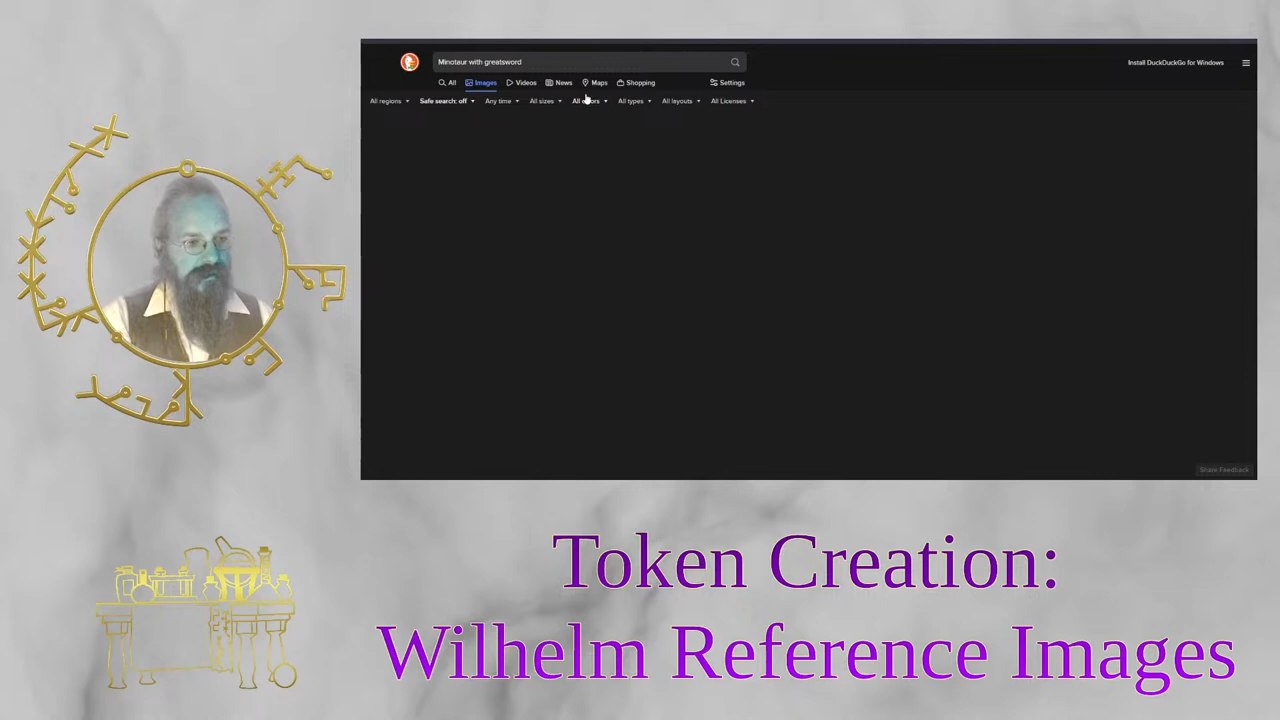 Minotaur with greatsword
Install DuckDuckGo for Windows
All Images Videos News Maps Shopping Settings
All regions Safe search: off Any time All sizes All types All layouts All Licenses
Share Feedback
Token Creation:
Wilhelm Reference Images